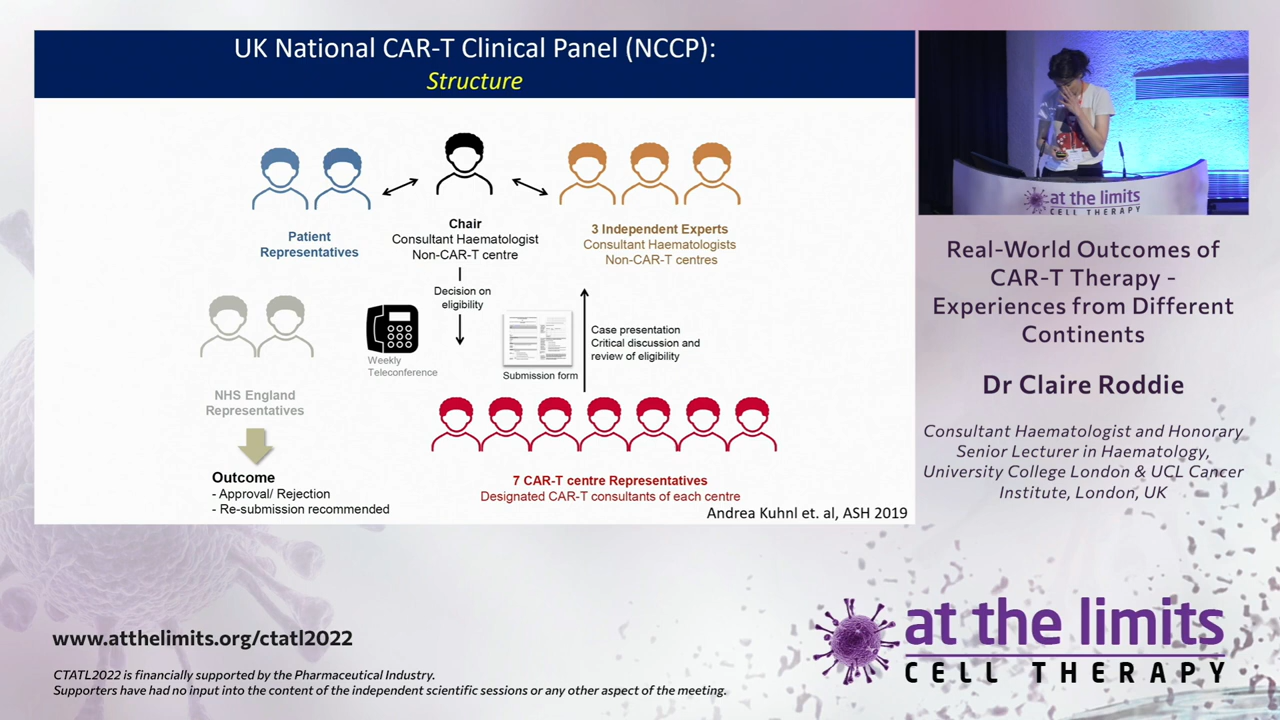 UK National CAR-T Clinical Panel (NCCP):
Structure
Patient
Representatives
Chair
Consultant Haematologist
Non-CAR-T centre
3 Independent Experts
Consultant Haematologists
Non-CAR-T centres
Decision on
eligibility
Weekly
Teleconference
Submission form
Case presentation
Critical discussion and
review of eligibility
NHS England
Representatives
Outcome
- Approval/ Rejection
- Re-submission recommended
7 CAR-T centre Representatives
Designated CAR-T consultants of each centre
Andrea Kuhnl et. al, ASH 2019
at the limits
CELL THERAPY
Real-World Outcomes of
CAR-T Therapy -
Experiences from Different
Continents
Dr Claire Roddie
Consultant Haematologist and Honorary
Senior Lecturer in Haematology,
University College London & UCL Cancer
Institute, London, UK
www.atthelimits.org/ctatl2022
CTATL2022 is financially supported by the Pharmaceutical Industry.
Supporters have had no input into the content of the independent scientific sessions or any other aspect of the meeting.
at the limits
CELL THERAPY